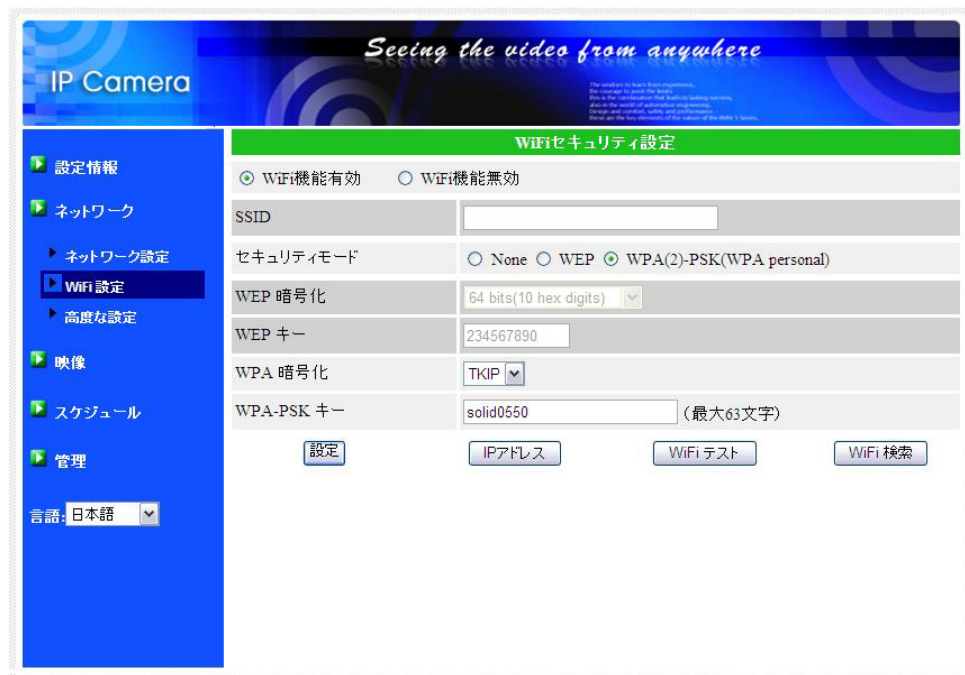 IP Camera
Seeing the video from anywhere
WiFiセキュリティ設定
設定情報
ネットワーク
ネットワーク設定
WiFi 設定
高度な設定
映像
スケジュール
管理
言語: 日本語
WiFi機能有効 WiFi機能無効
SSID
セキュリティモード None WEP WPA(2)-PSK(WPA personal)
WEP 暗号化 64 bits(10 hex digits)
WEP キー 234567890
WPA 暗号化 TKIP
WPA-PSK キー solid0550 (最大63文字)
設定 IPアドレス WiFi テスト WiFi 検索